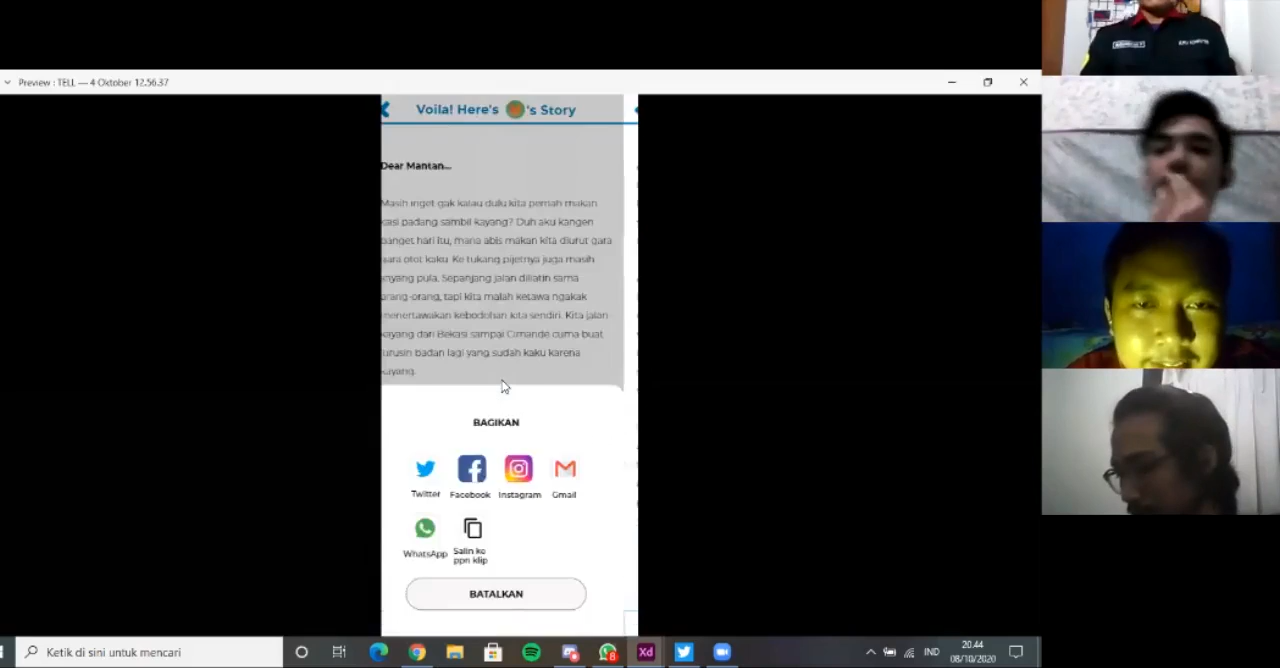 Preview : TELL — 4 Oktober 12.56.37
Voila! Here's 's Story
Dear Mantan...
Masih inget gak kalau dulu kita pernah makan
nasi padang sambil kayang? Duh aku kangen
banget hari itu, mana abis makan kita diurut gara
gara otot kaku. Ke tukang pijetnya juga masih
kayang pula. Sepanjang jalan diliatin sama
orang-orang, tapi kita malah ketawa ngakak
menertawakan kebodohan kita sendiri. Kita jalan
kayang dari Bekasi sampai Cimande cuma buat
lurusin badan lagi yang sudah kaku karena
kayang.
BAGIKAN
Twitter Facebook Instagram Gmail
WhatsApp Salin ke
ppn klip
BATALKAN
Ketik di sini untuk mencari
Xd
IND
20.44
08/10/2020